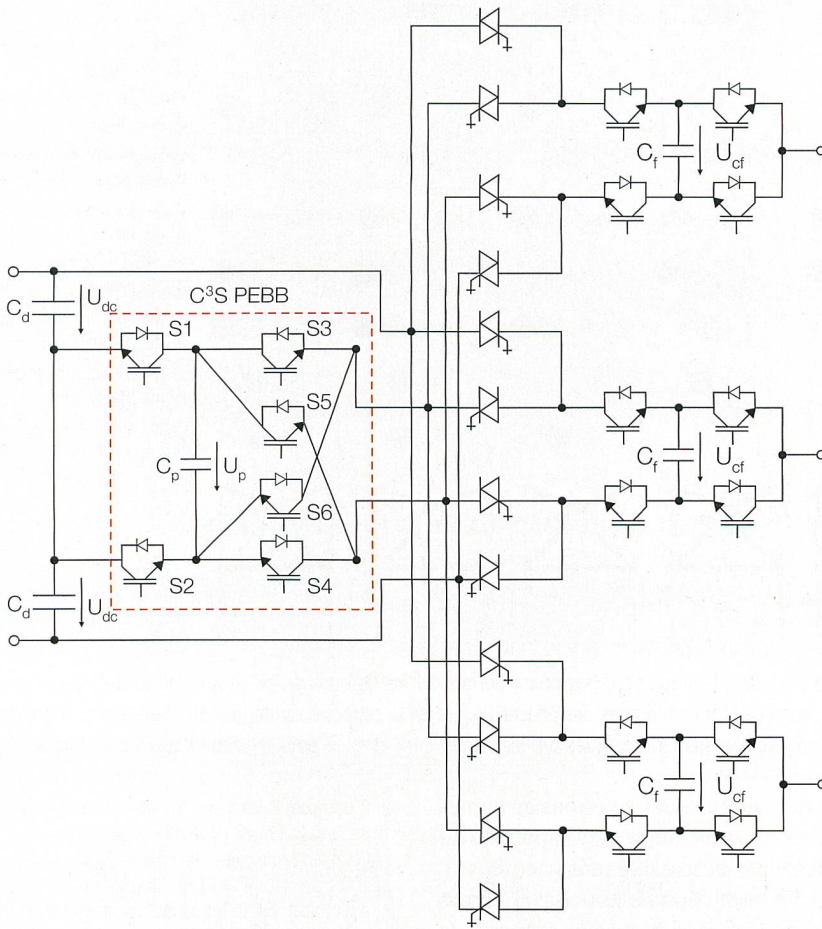 C_f U_cf
C³S PEBB
C_d U_dc
S1 S3
S5
C_p U_p
C_f U_cf
S6
S2 S4
C_d U_dc
C_f U_cf